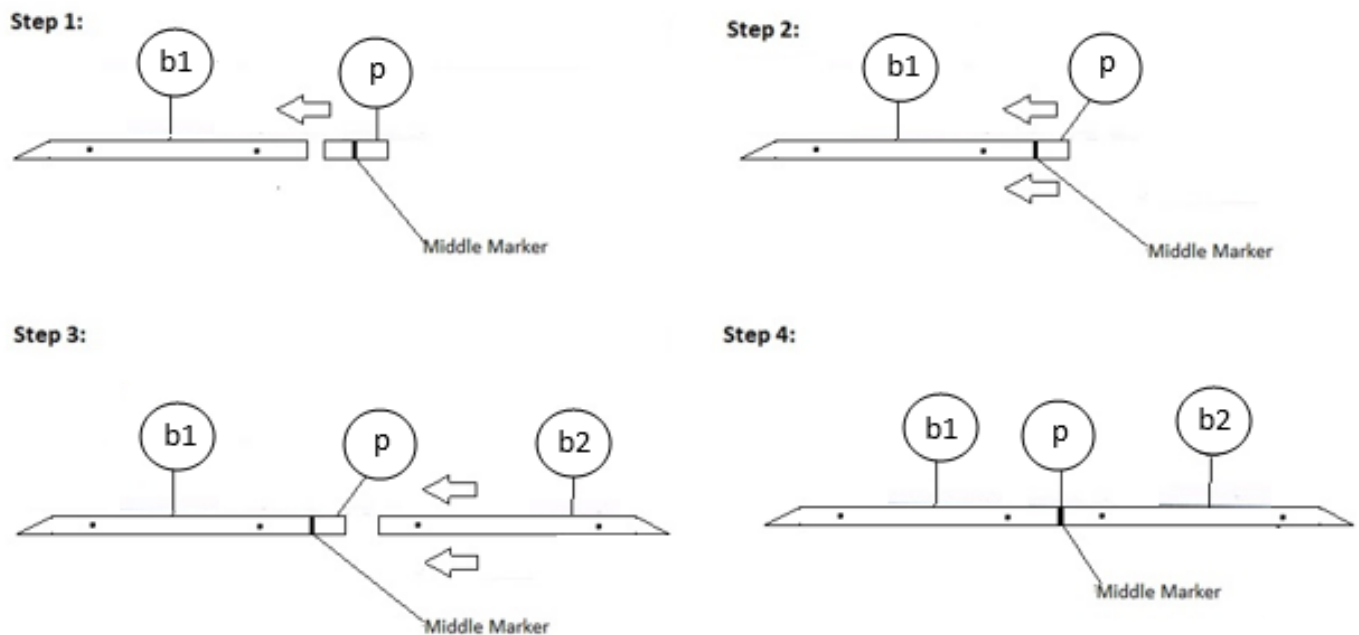 Step 1:
b1
p
Middle Marker
Step 2:
b1
p
Middle Marker
Step 3:
b1
p
b2
Middle Marker
Step 4:
b1
p
b2
Middle Marker